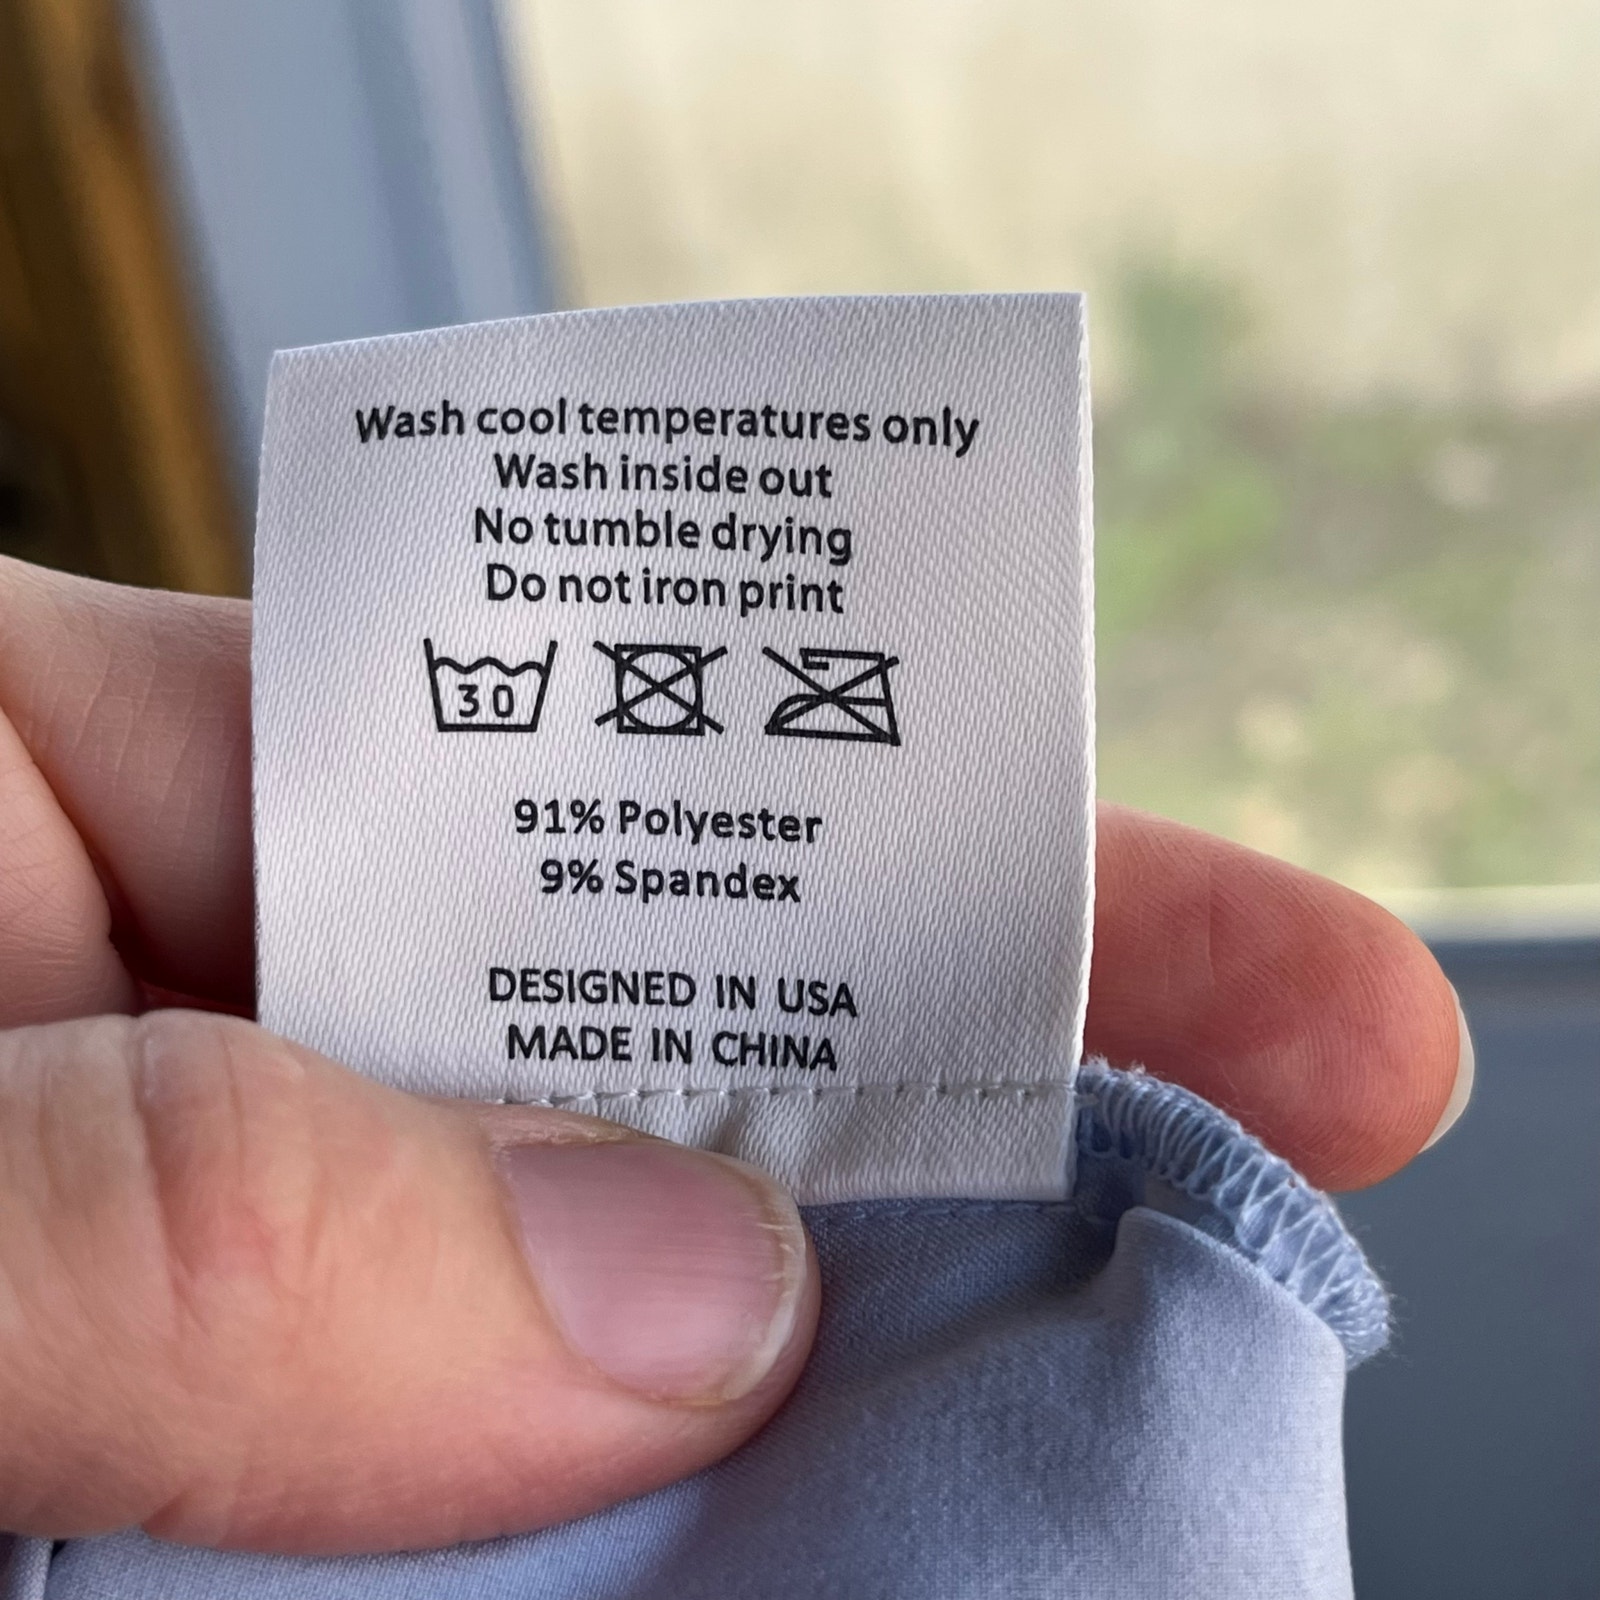 Wash cool temperatures only
Wash inside out
No tumble drying
Do not iron print
30
91% Polyester
9% Spandex
DESIGNED IN USA
MADE IN CHINA